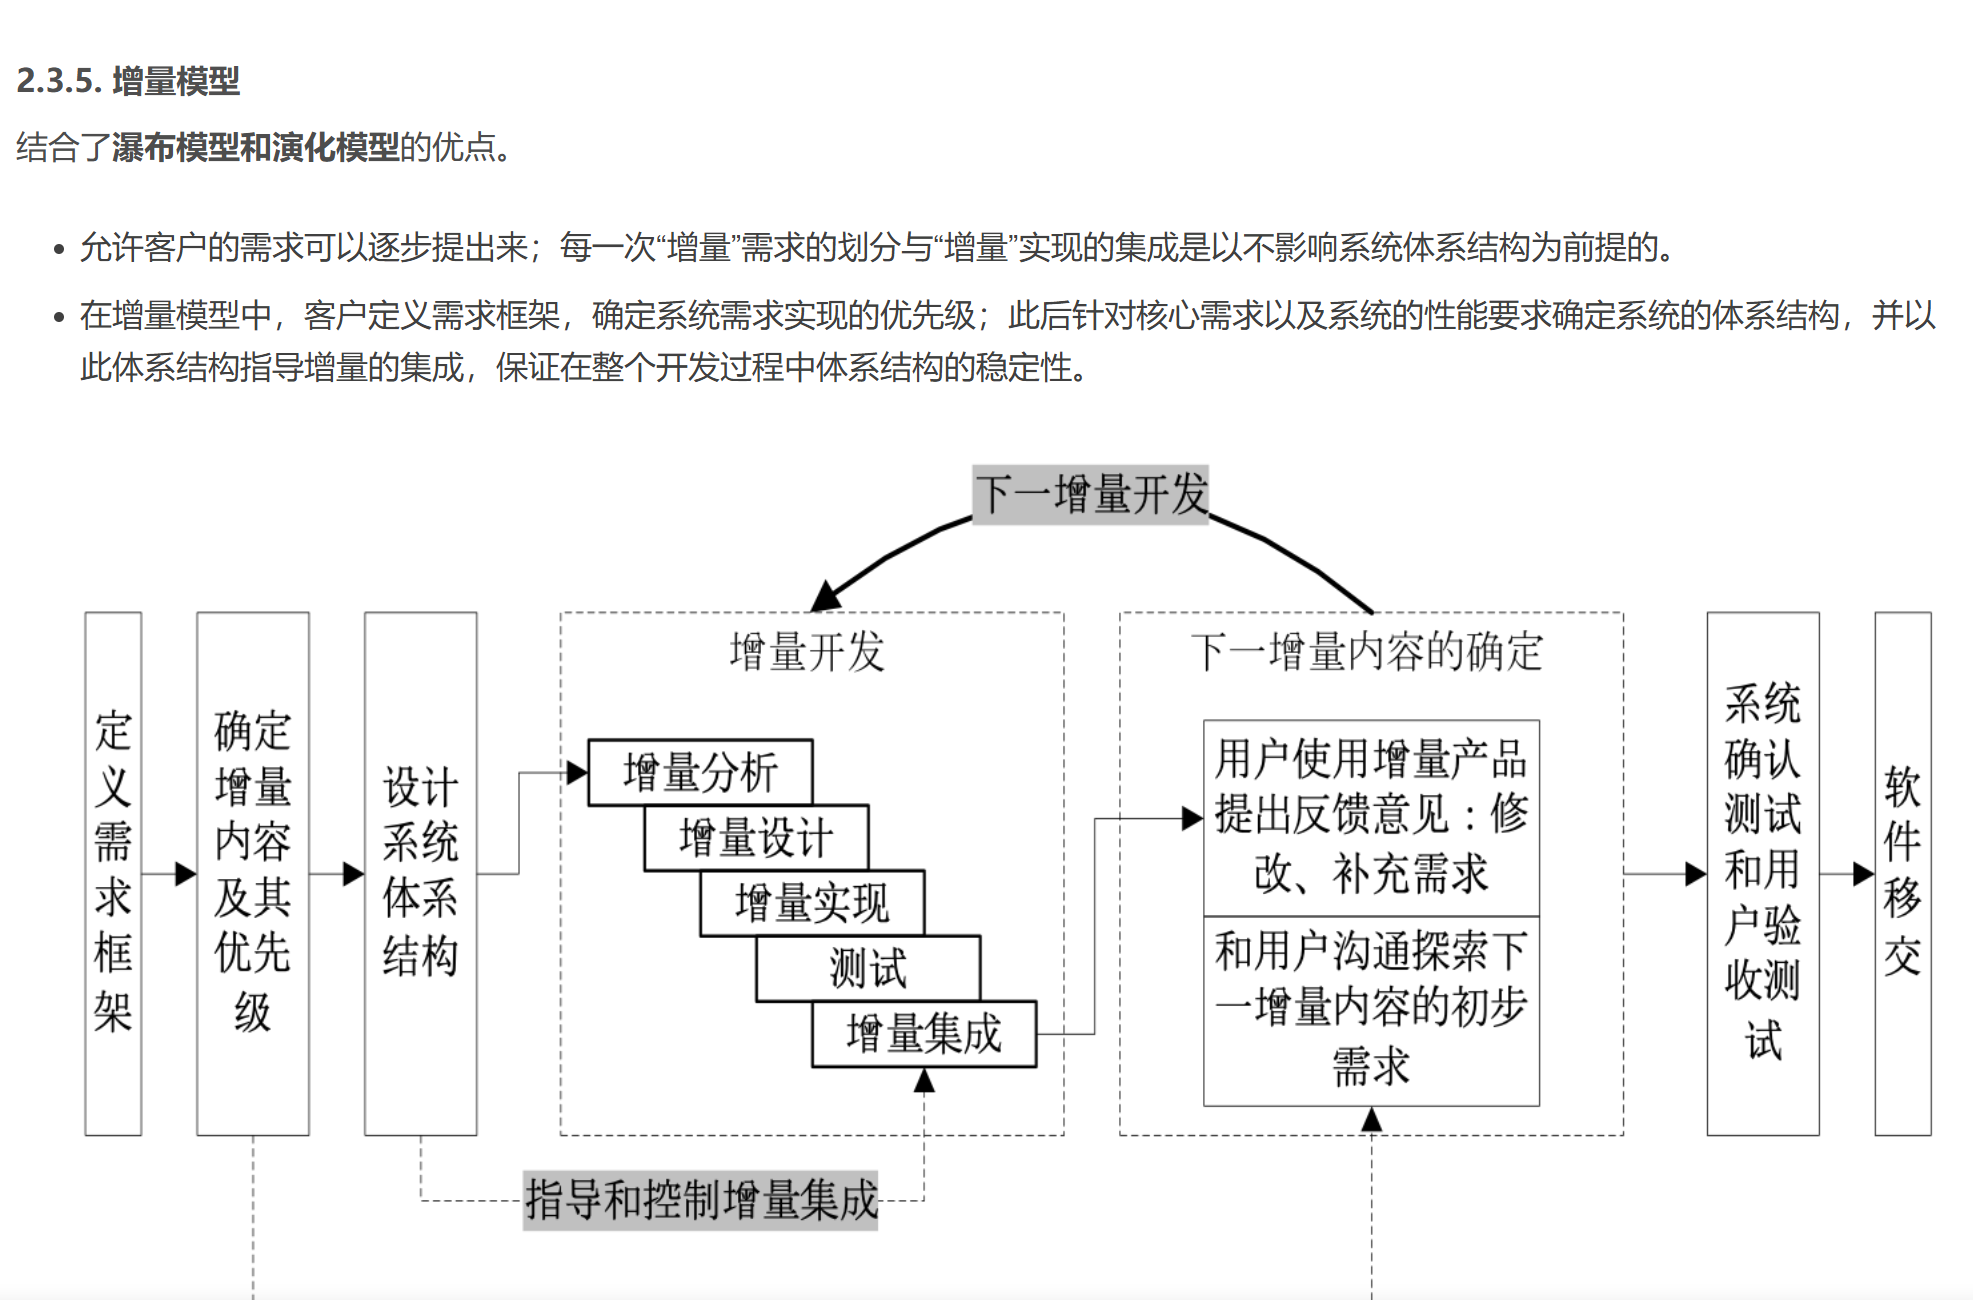 2.3.5. 增量模型
结合了瀑布模型和演化模型的优点。
允许客户的需求可以逐步提出来；每一次“增量”需求的划分与“增量”实现的集成是以不影响系统体系结构为前提的。
在增量模型中，客户定义需求框架，确定系统需求实现的优先级；此后针对核心需求以及系统的性能要求确定系统的体系结构，并以
此体系结构指导增量的集成，保证在整个开发过程中体系结构的稳定性。
下一增量开发
定
义
需
求
框
架
确定
增量
内容
及其
优先
级
设计
系统
体系
结构
增量开发
增量分析
增量设计
增量实现
测试
增量集成
下一增量内容的确定
用户使用增量产品
提出反馈意见：修
改、补充需求
和用户沟通探索下
一增量内容的初步
需求
系统
确认
测试
和用
户验
收测
试
软
件
移
交
指导和控制增量集成